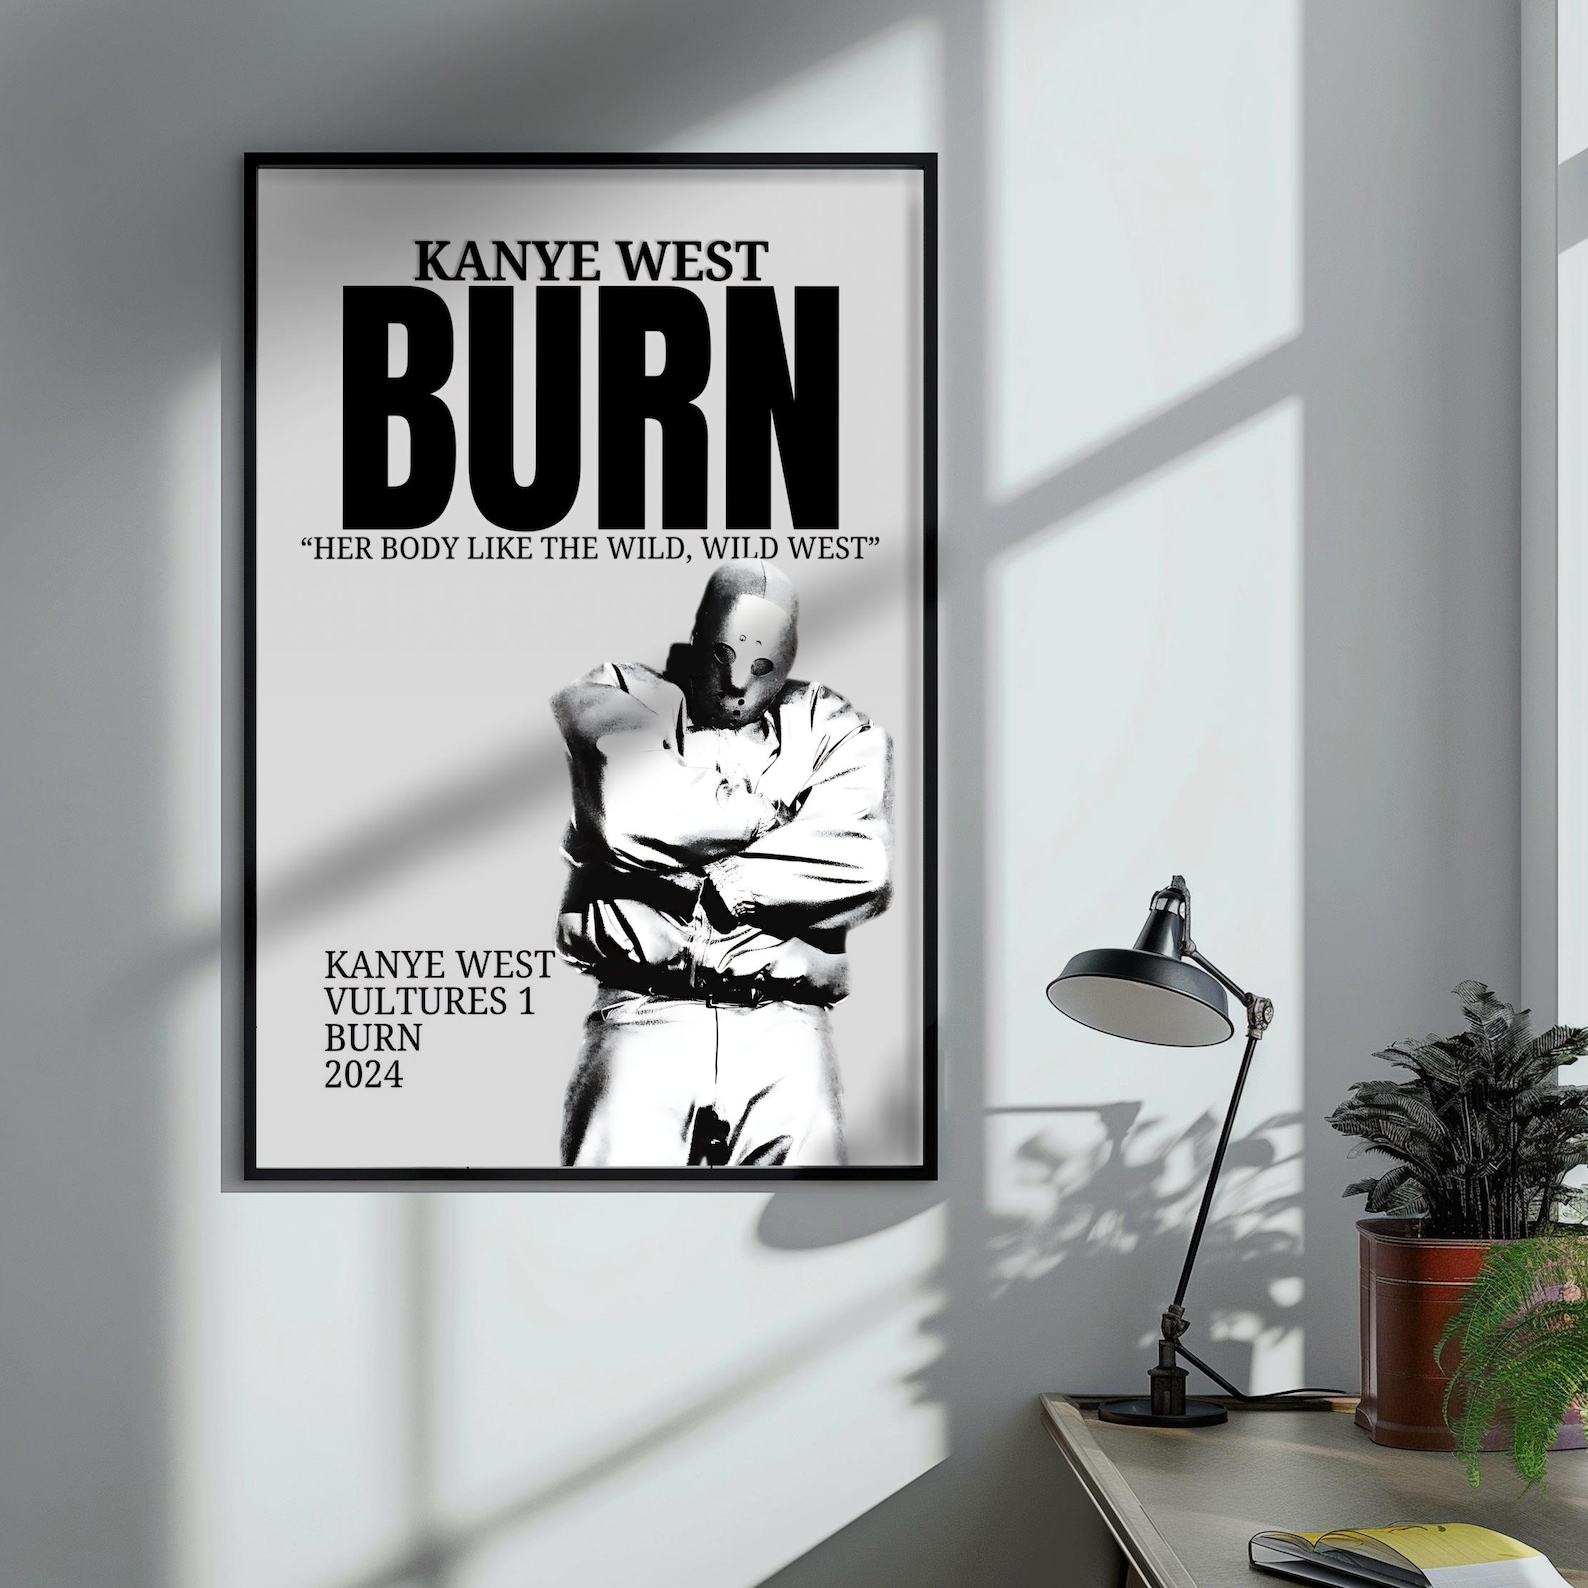 KANYE WEST
BURN
“HER BODY LIKE THE WILD, WILD WEST”
KANYE WEST
VULTURES 1
BURN
2024